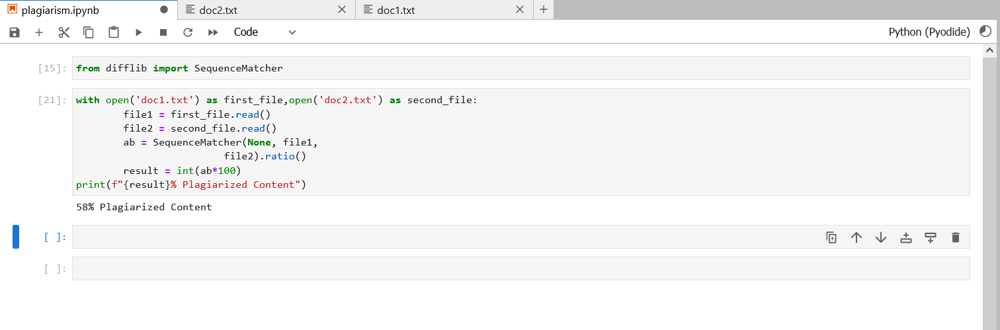 plagiarism.ipynb doc2.txt doc1.txt
Code Python (Pyodide)
[15]: from difflib import SequenceMatcher
[21]: with open('doc1.txt') as first_file,open('doc2.txt') as second_file:
        file1 = first_file.read()
        file2 = second_file.read()
        ab = SequenceMatcher(None, file1,
                         file2).ratio()
        result = int(ab*100)
print(f"{result}% Plagiarized Content")
58% Plagiarized Content
[ ]:
[ ]: